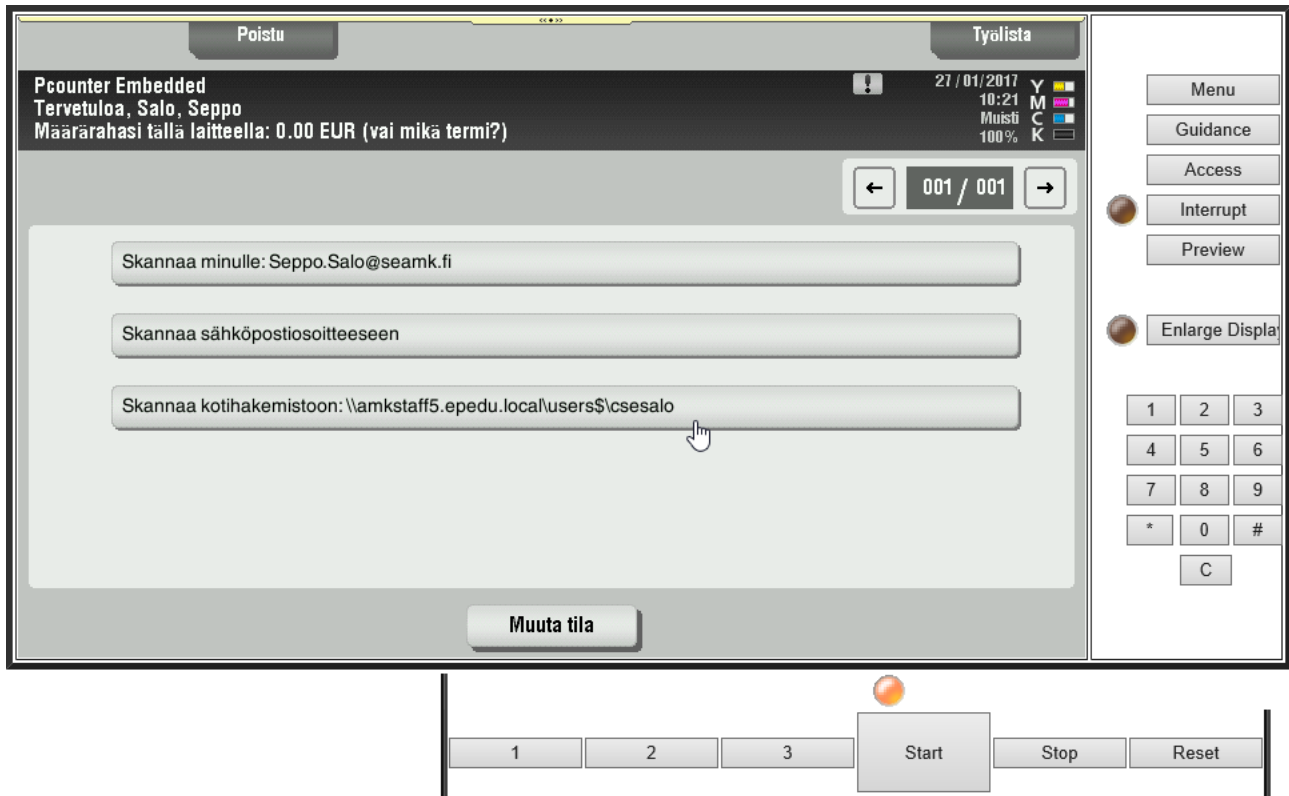 Poistu
Työlista
Pcounter Embedded
Tervetuloa, Salo, Seppo
Määrärahasi tällä laitteella: 0.00 EUR (vai mikä termi?)
27/01/2017
10:21
Muisti
100%
Y
M
C
K
001 / 001
Skannaa minulle: Seppo.Salo@seamk.fi
Skannaa sähköpostiosoitteeseen
Skannaa kotihakemistoon: \\amkstaff5.epedu.local\users$\csesalo
Muuta tila
Menu
Guidance
Access
Interrupt
Preview
Enlarge Displa
1 2 3
4 5 6
7 8 9
* 0 #
C
1 2 3 Start Stop Reset